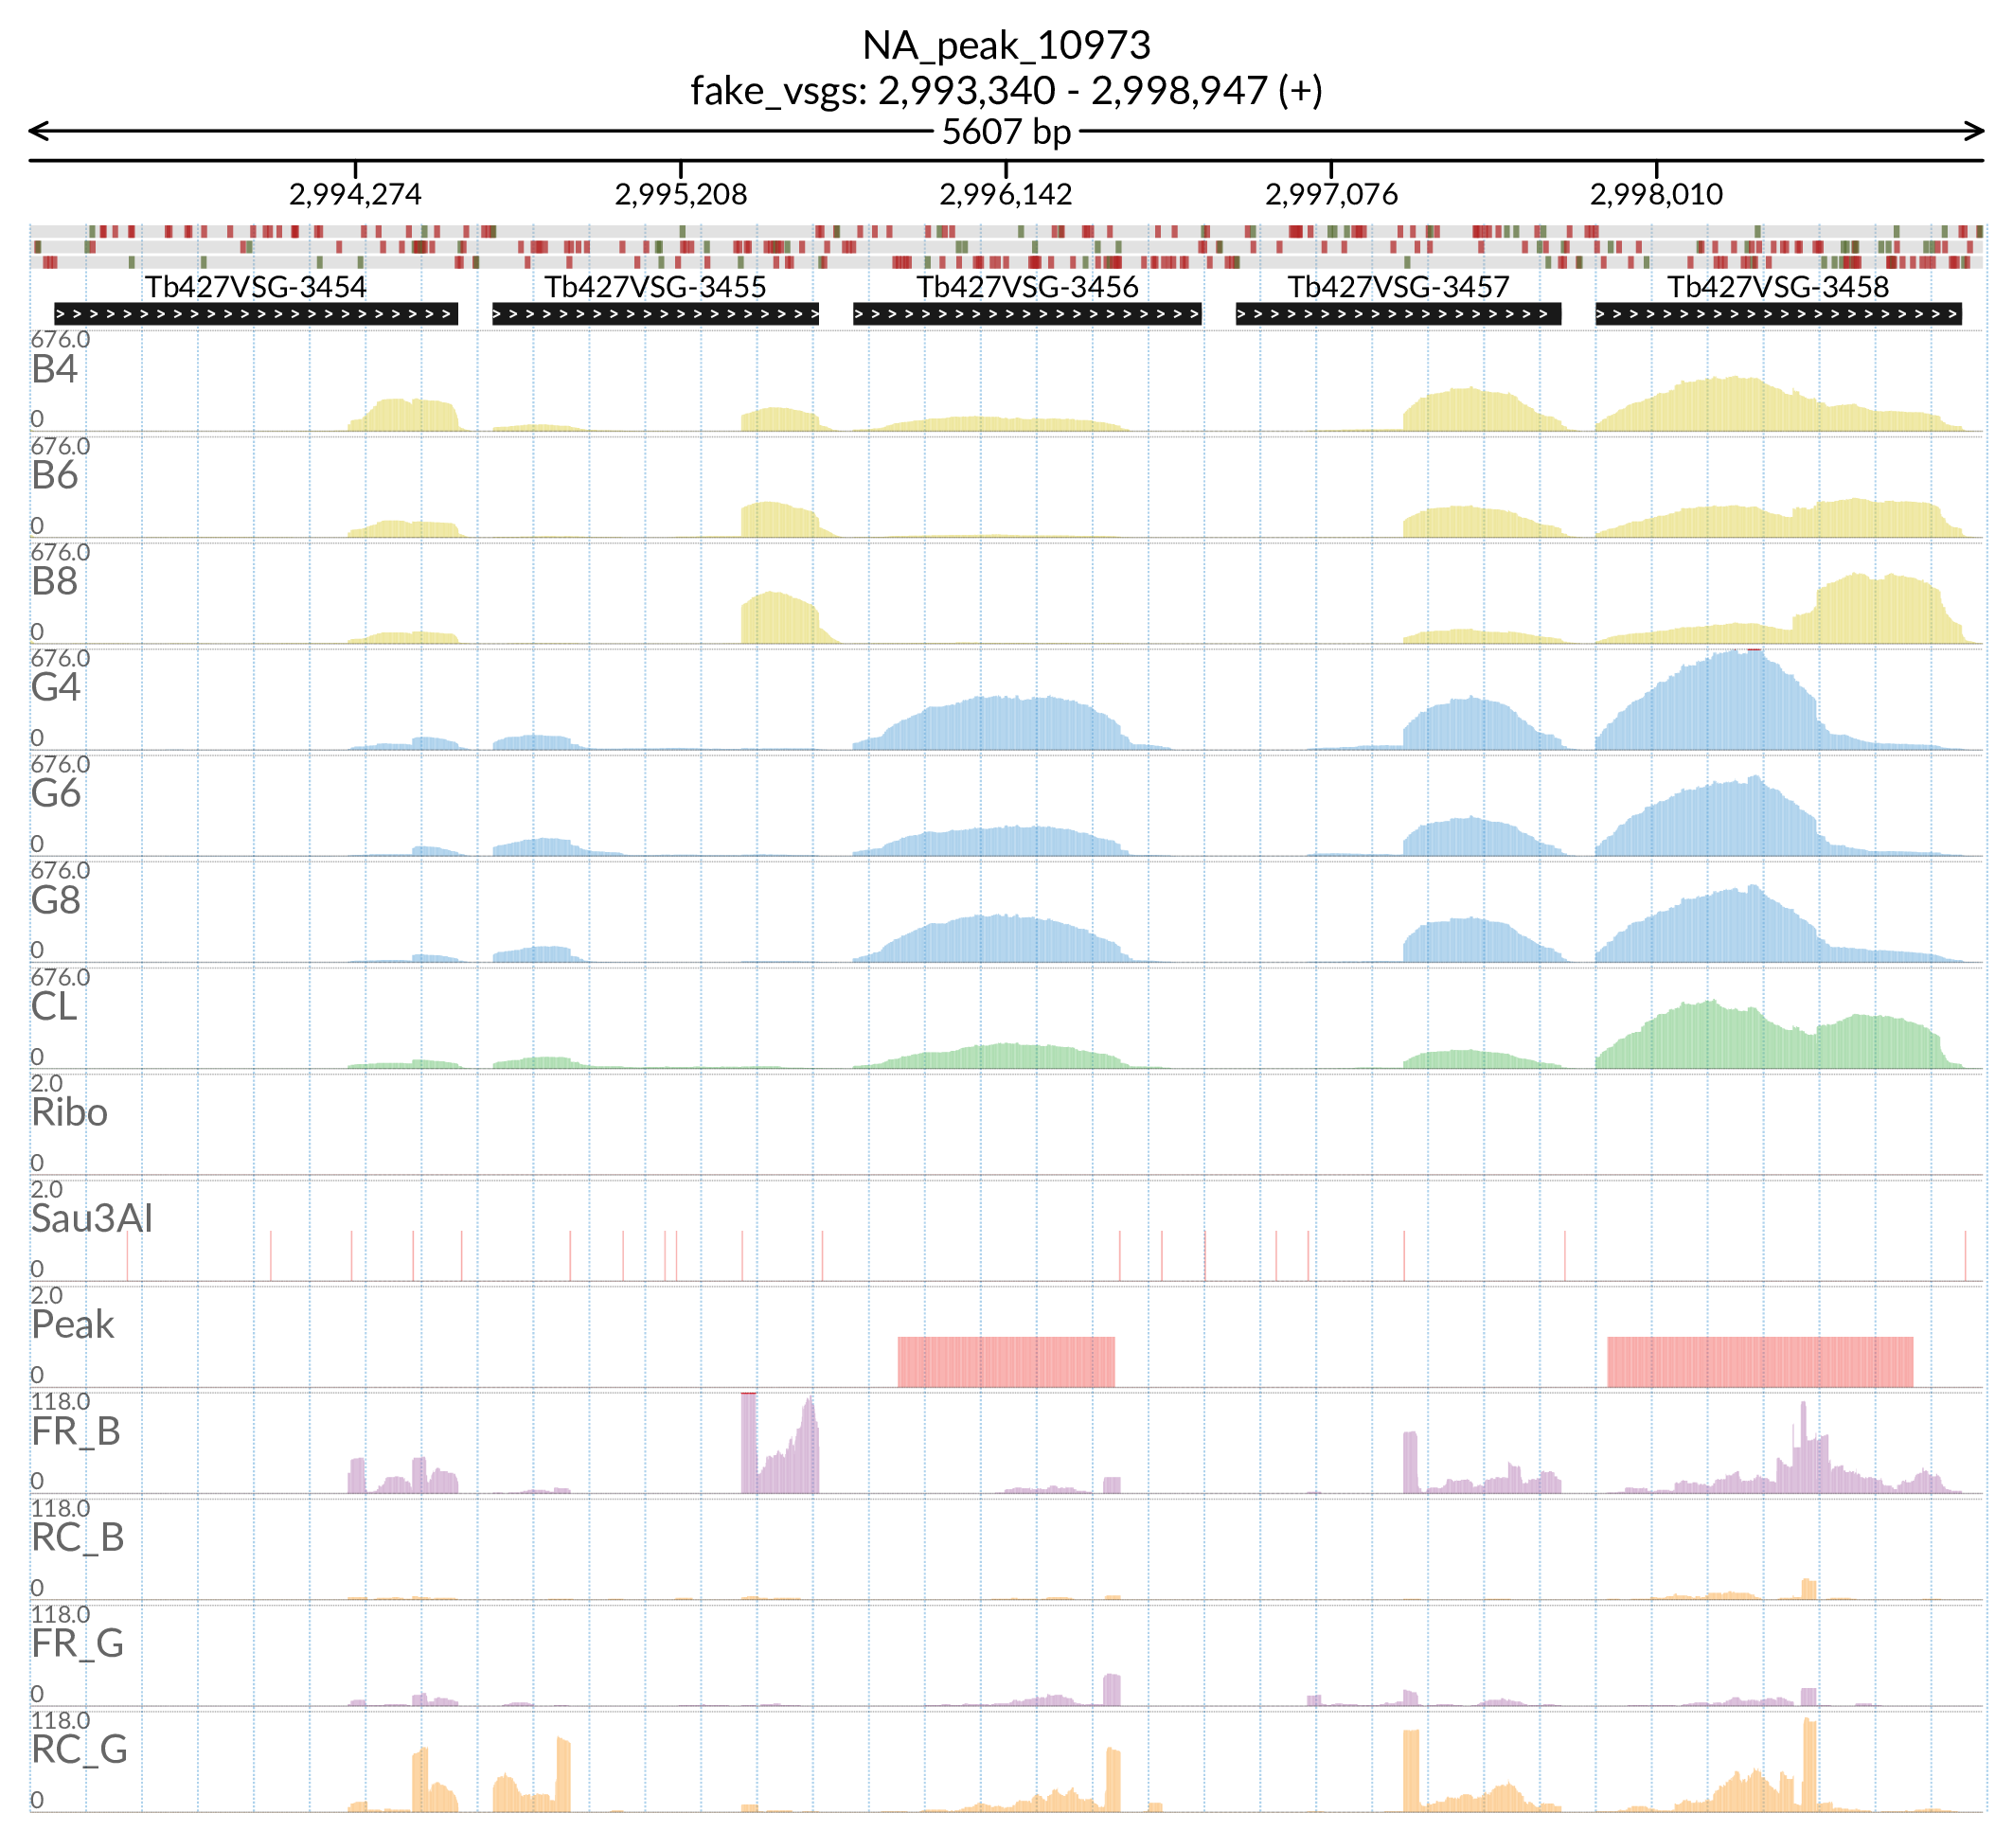 NA_peak_10973
fake_vsgs: 2,993,340 - 2,998,947 (+)
5607 bp
2,994,274 2,995,208 2,996,142 2,997,076 2,998,010
Tb427VSG-3454 Tb427VSG-3455 Tb427VSG-3456 Tb427VSG-3457 Tb427VSG-3458
676.0
B4
0
676.0
B6
0
676.0
B8
0
676.0
G4
0
676.0
G6
0
676.0
G8
0
676.0
CL
0
2.0
Ribo
0
2.0
Sau3AI
0
2.0
Peak
0
118.0
FR_B
0
118.0
RC_B
0
118.0
FR_G
0
118.0
RC_G
0